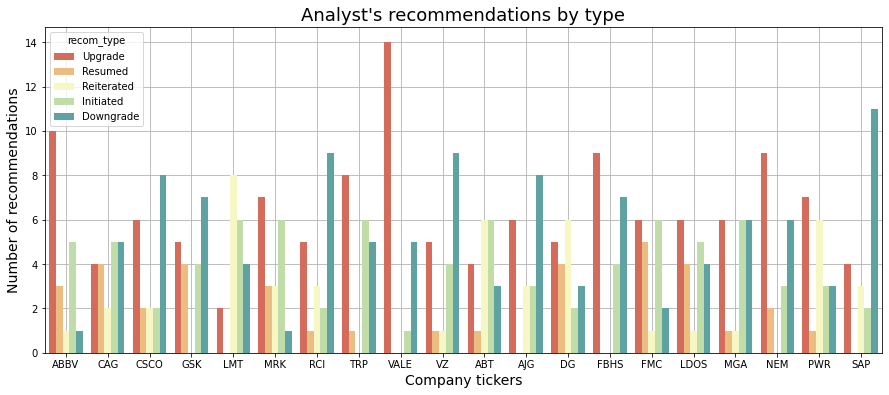 Analyst's recommendations by type
recom_type
Upgrade
Resumed
Reiterated
Initiated
Downgrade
Number of recommendations
14
12
10
8
6
4
2
0
ABBV CAG CSCO GSK LMT MRK RCI TRP VALE VZ ABT AJG DG FBHS FMC LDOS MGA NEM PWR SAP
Company tickers